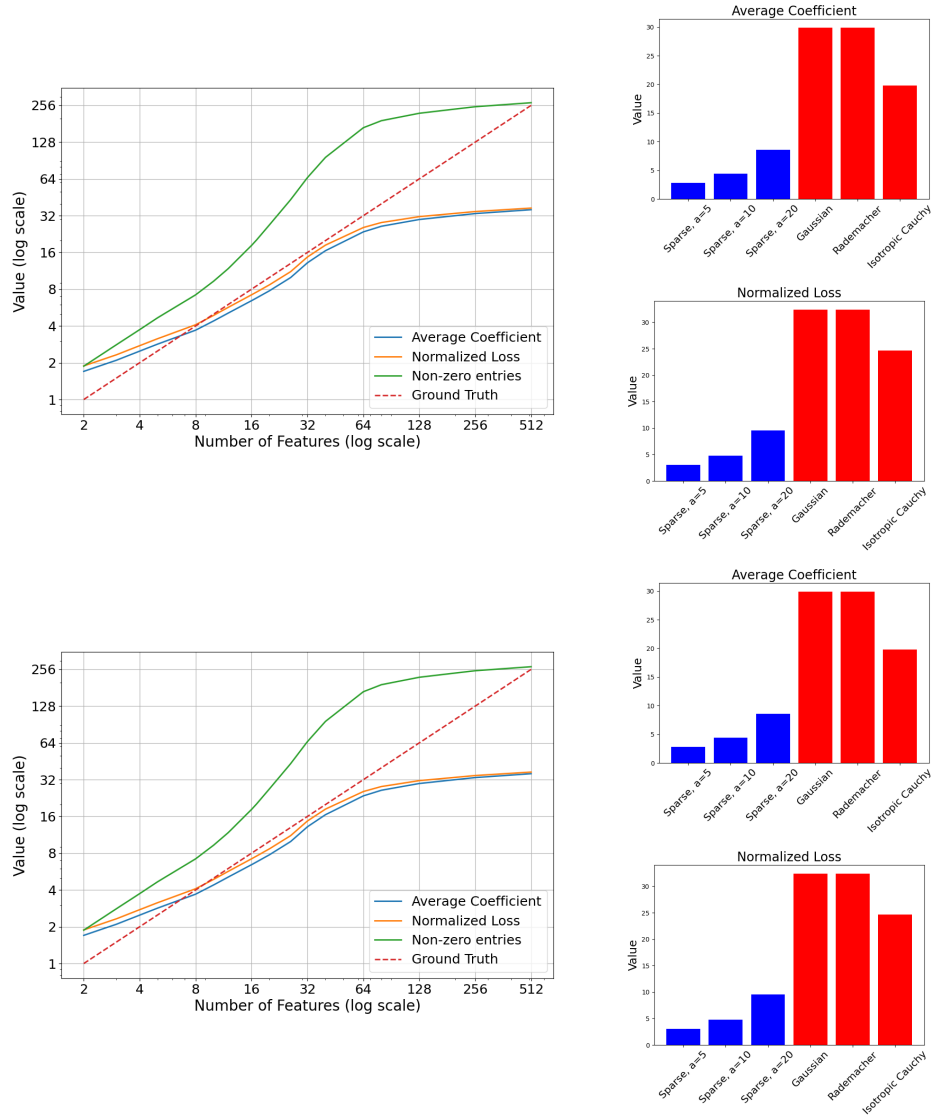 Value (log scale)
256
128
64
32
16
8
4
2
1
Average Coefficient
Normalized Loss
Non-zero entries
Ground Truth
2 4 8 16 32 64 128 256 512
Number of Features (log scale)
Average Coefficient
Value
30
25
20
15
10
5
0
Sparse, a=5 Sparse, a=10 Sparse, a=20 Gaussian Rademacher Isotropic Cauchy
Normalized Loss
Value
30
25
20
15
10
5
0
Sparse, a=5 Sparse, a=10 Sparse, a=20 Gaussian Rademacher Isotropic Cauchy
Value (log scale)
256
128
64
32
16
8
4
2
1
Average Coefficient
Normalized Loss
Non-zero entries
Ground Truth
2 4 8 16 32 64 128 256 512
Number of Features (log scale)
Average Coefficient
Value
30
25
20
15
10
5
0
Sparse, a=5 Sparse, a=10 Sparse, a=20 Gaussian Rademacher Isotropic Cauchy
Normalized Loss
Value
30
25
20
15
10
5
0
Sparse, a=5 Sparse, a=10 Sparse, a=20 Gaussian Rademacher Isotropic Cauchy